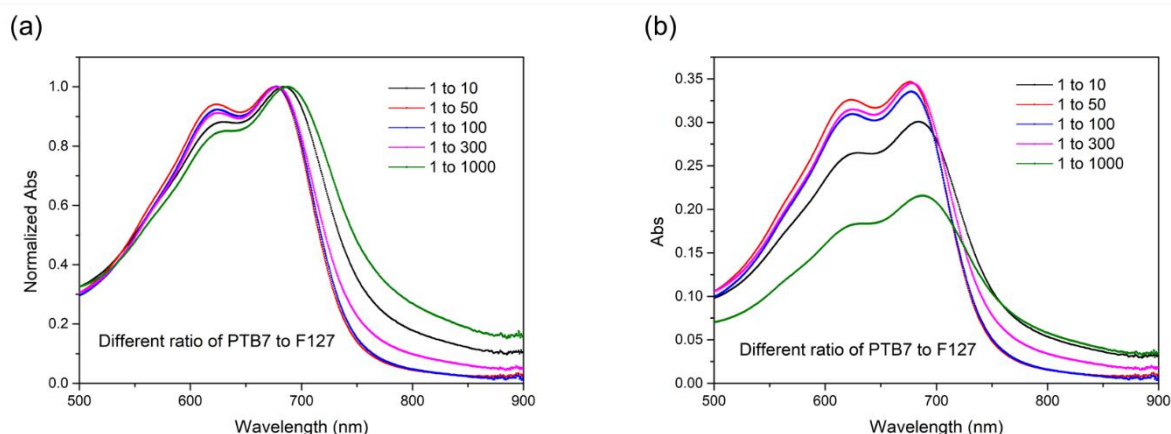 (a)
(b)
Normalized Abs
1.0
0.8
0.6
0.4
0.2
0.0
1 to 10
1 to 50
1 to 100
1 to 300
1 to 1000
Different ratio of PTB7 to F127
500
600
700
800
900
Wavelength (nm)
Abs
0.35
0.30
0.25
0.20
0.15
0.10
0.05
0.00
1 to 10
1 to 50
1 to 100
1 to 300
1 to 1000
Different ratio of PTB7 to F127
500
600
700
800
900
Wavelength (nm)